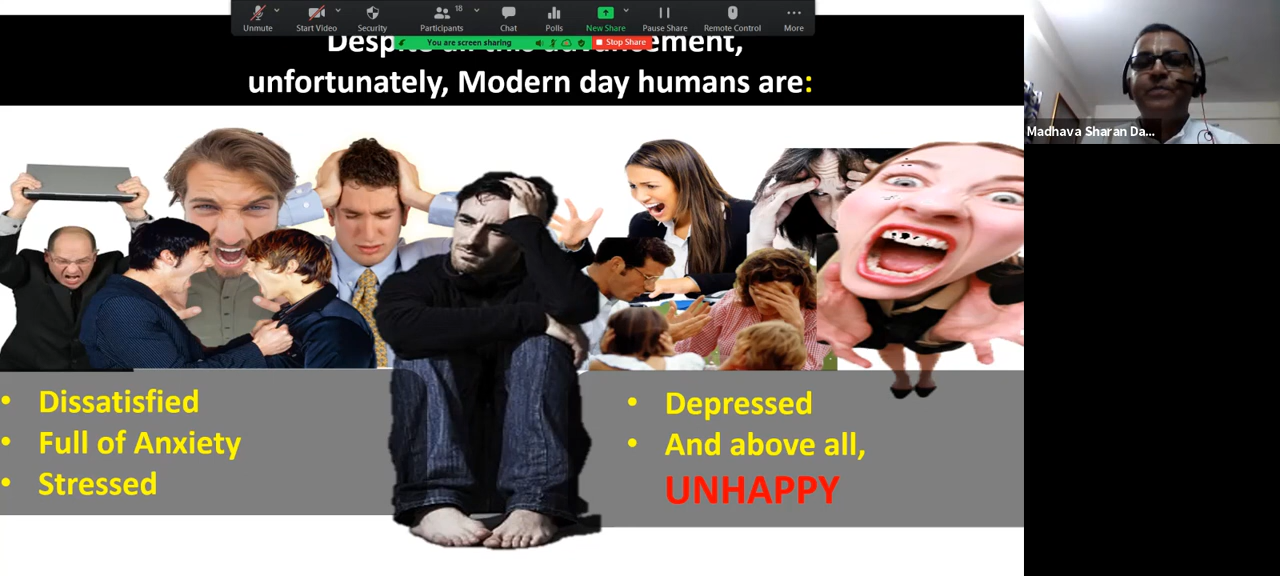 18
Unmute
Start Video
Security
Participants
Chat
Polls
New Share
Pause Share
Remote Control
More
You are screen sharing
Stop Share
unfortunately, Modern day humans are:
Madhava Sharan Da...
• Dissatisfied
• Full of Anxiety
• Stressed
• Depressed
• And above all,
UNHAPPY